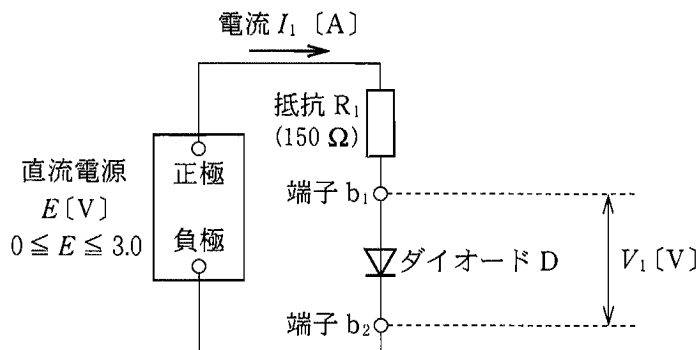 電流 I₁ 〔A〕
抵抗 R₁
(150 Ω)
直流電源
E〔V〕
0 ≦ E ≦ 3.0
正極
負極
端子 b₁
ダイオード D
V₁〔V〕
端子 b₂